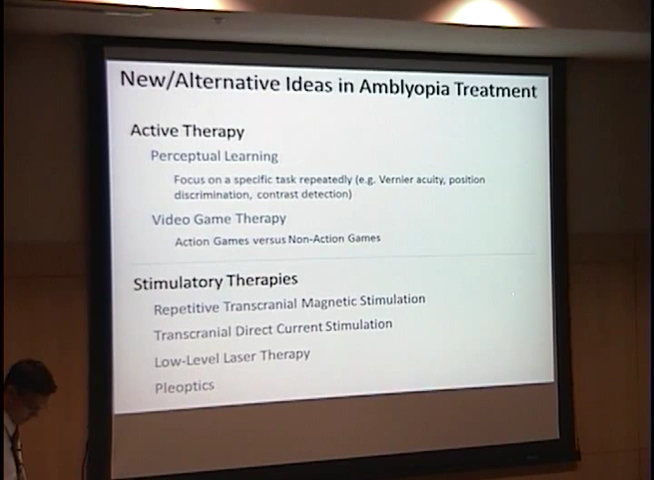 New/Alternative Ideas in Amblyopia Treatment
Active Therapy
Perceptual Learning
Focus on a specific task repeatedly (e.g. Vernier acuity, position
discrimination, contrast detection)
Video Game Therapy
Action Games versus Non-Action Games
Stimulatory Therapies
Repetitive Transcranial Magnetic Stimulation
Transcranial Direct Current Stimulation
Low-Level Laser Therapy
Pleoptics